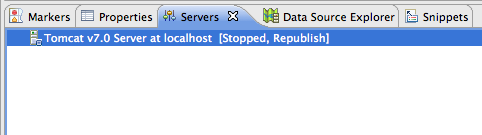 Markers Properties Servers Data Source Explorer Snippets
Tomcat v7.0 Server at localhost [Stopped, Republish]